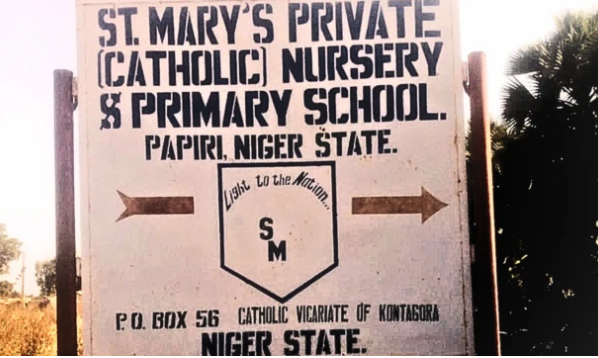 ST. MARY'S PRIVATE
(CATHOLIC) NURSERY
& PRIMARY SCHOOL.
PAPIRI, NIGER STATE.
Light to the Nation...
S
M
P.O. BOX 56 CATHOLIC VICARIATE OF KONTAGORA
NIGER STATE.